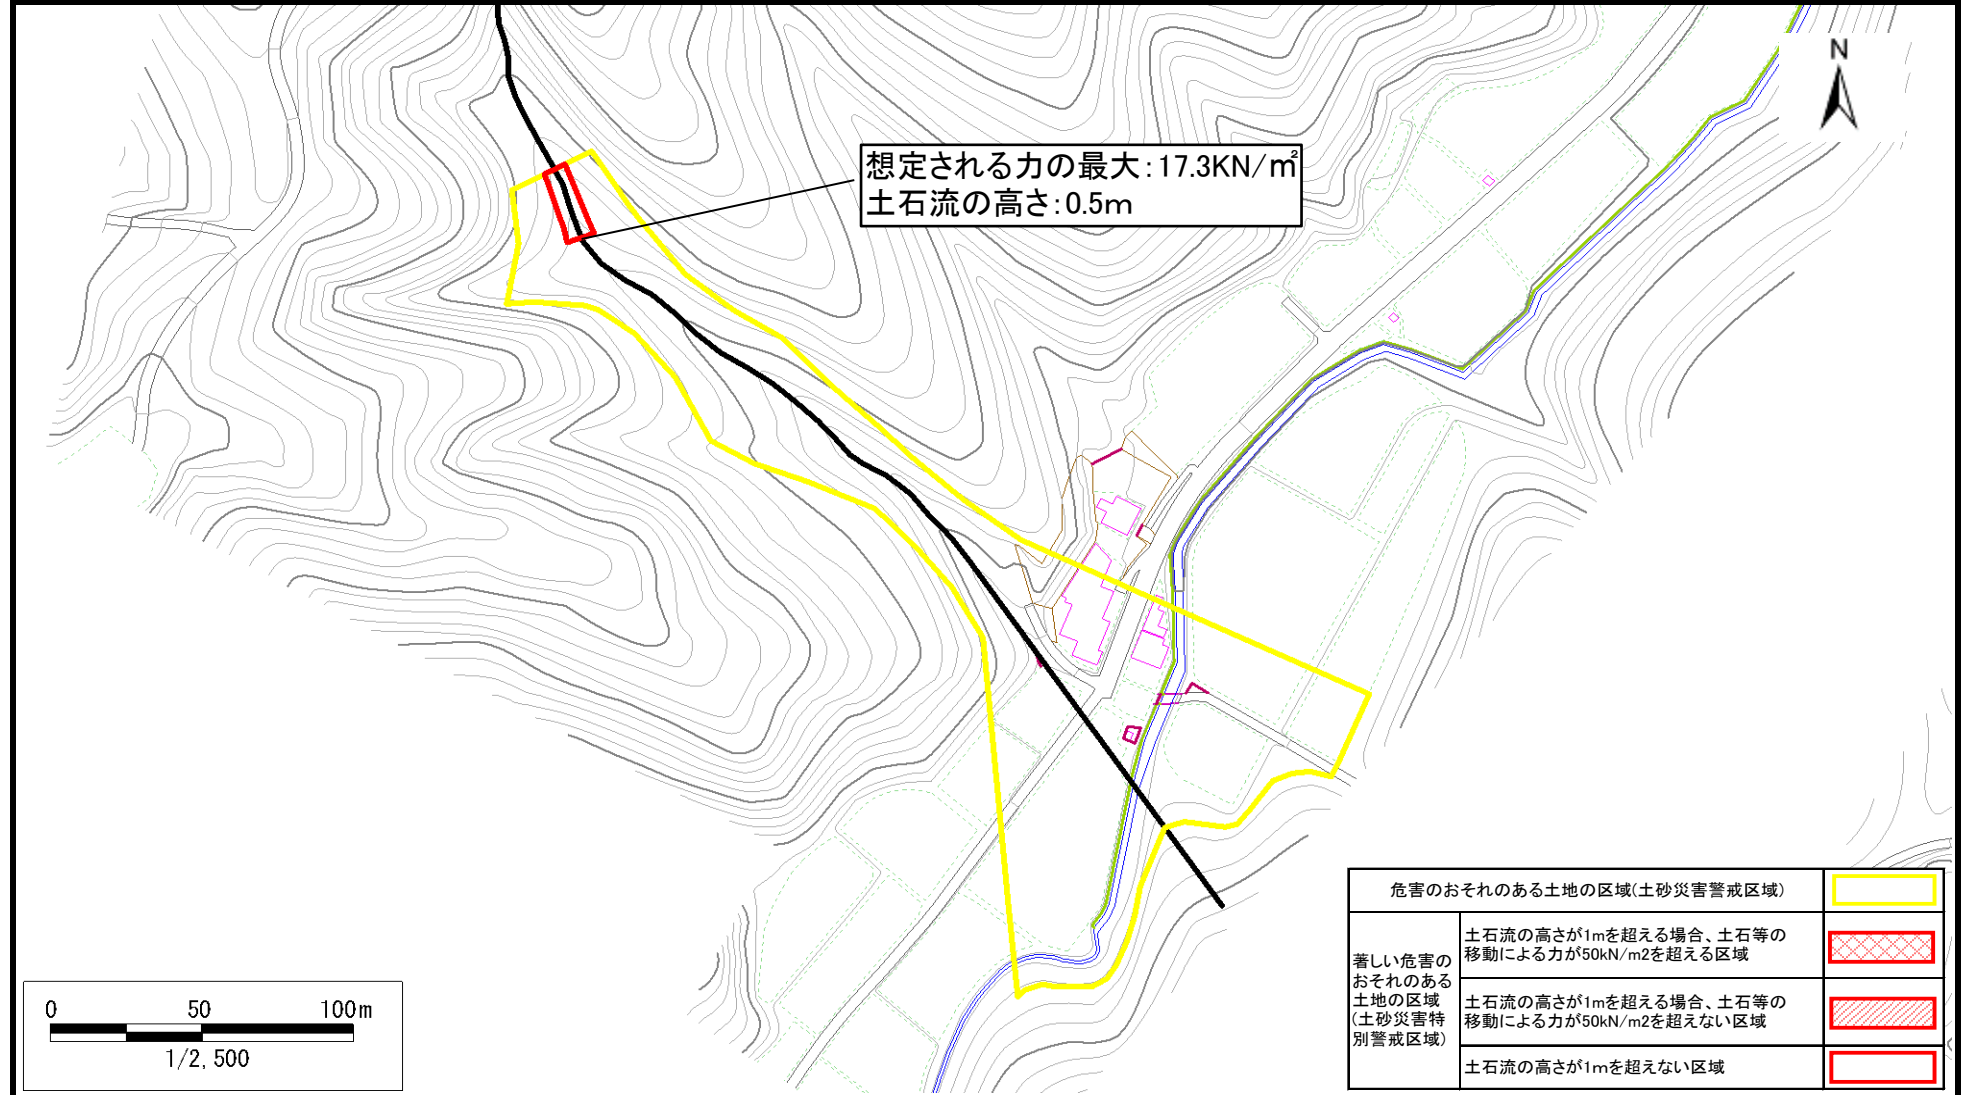 N
想定される力の最大:17.3KN/㎡
土石流の高さ:0.5m
危害のおそれのある土地の区域(土砂災害警戒区域)
著しい危害の
おそれのある
土地の区域
(土砂災害特
別警戒区域)
土石流の高さが1mを超える場合、土石等の
移動による力が50kN/m2を超える区域
土石流の高さが1mを超える場合、土石等の
移動による力が50kN/m2を超えない区域
土石流の高さが1mを超えない区域
0 50 100m
1/2,500